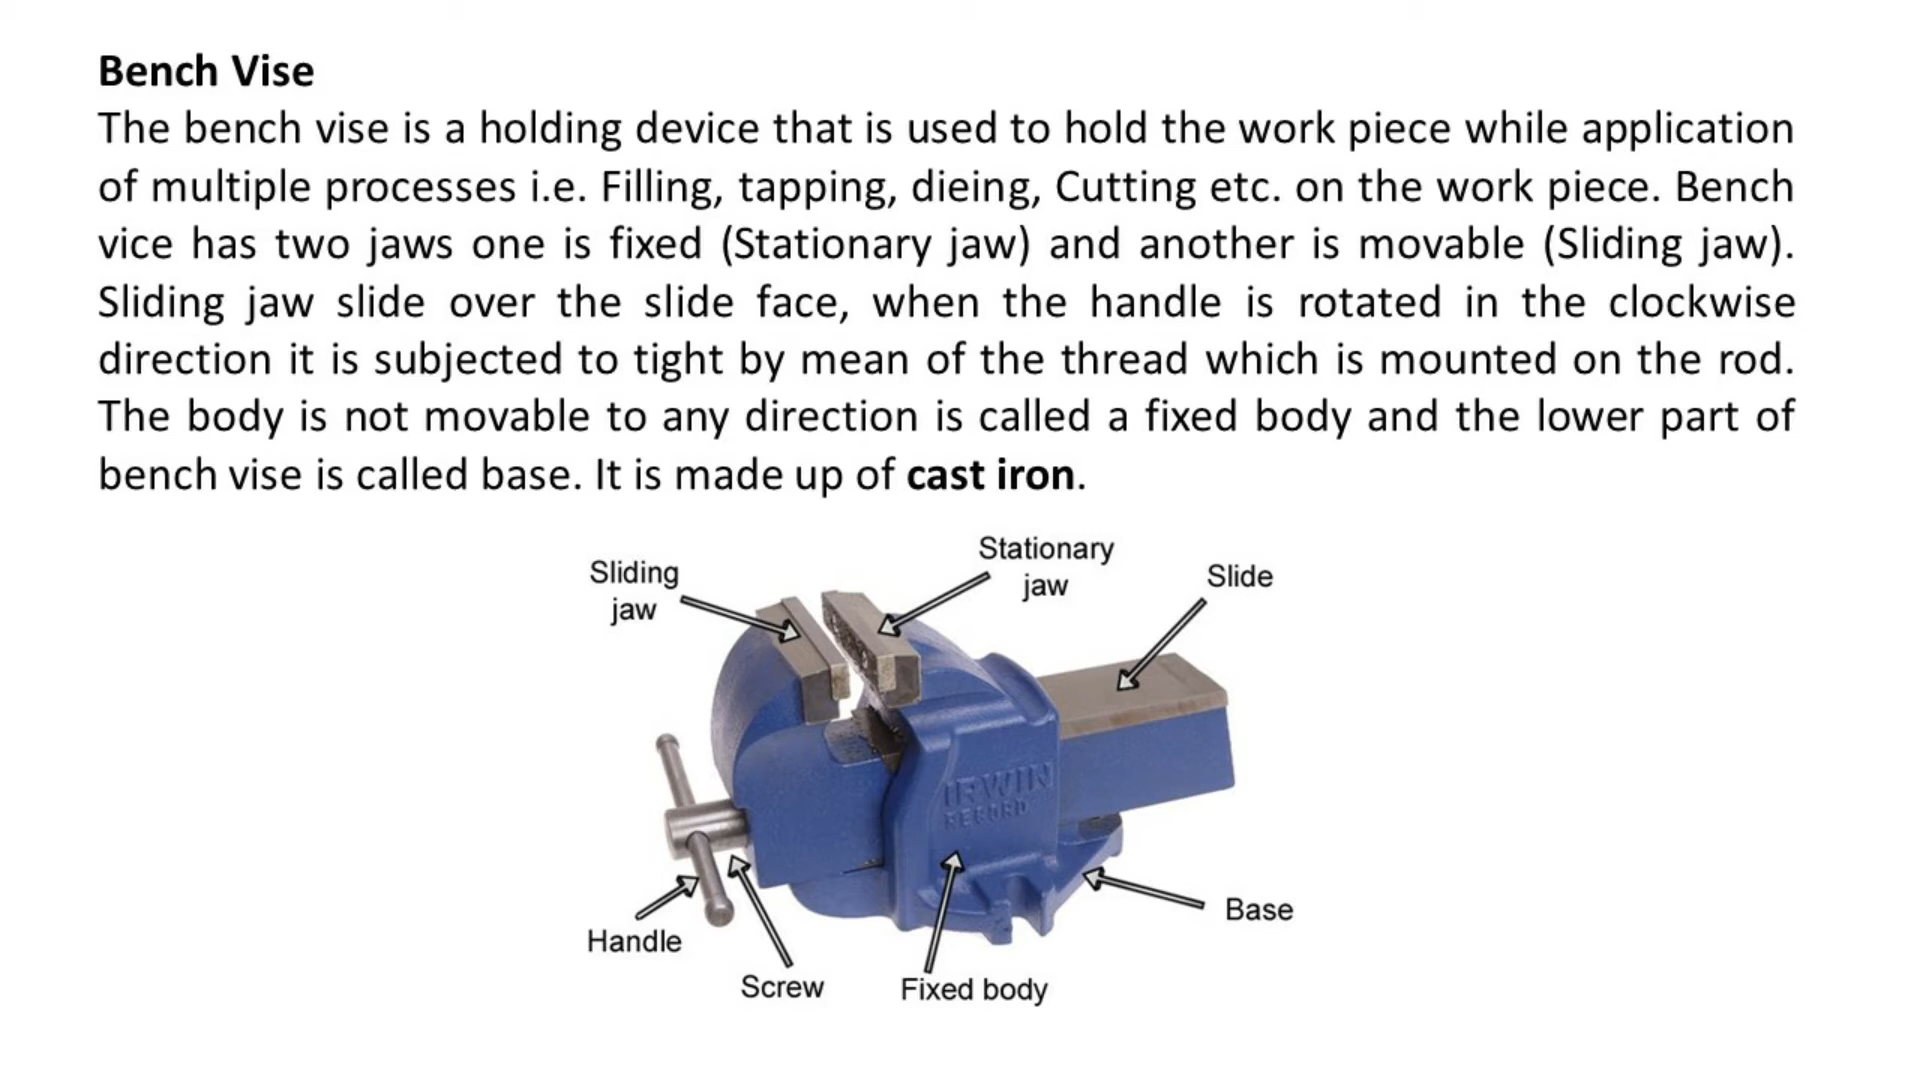 Bench Vise
The bench vise is a holding device that is used to hold the work piece while application
of multiple processes i.e. Filling, tapping, dieing, Cutting etc. on the work piece. Bench
vice has two jaws one is fixed (Stationary jaw) and another is movable (Sliding jaw).
Sliding jaw slide over the slide face, when the handle is rotated in the clockwise
direction it is subjected to tight by mean of the thread which is mounted on the rod.
The body is not movable to any direction is called a fixed body and the lower part of
bench vise is called base. It is made up of cast iron.
Sliding
jaw
Stationary
jaw
Slide
IRWIN
RECORD
Handle
Screw
Fixed body
Base